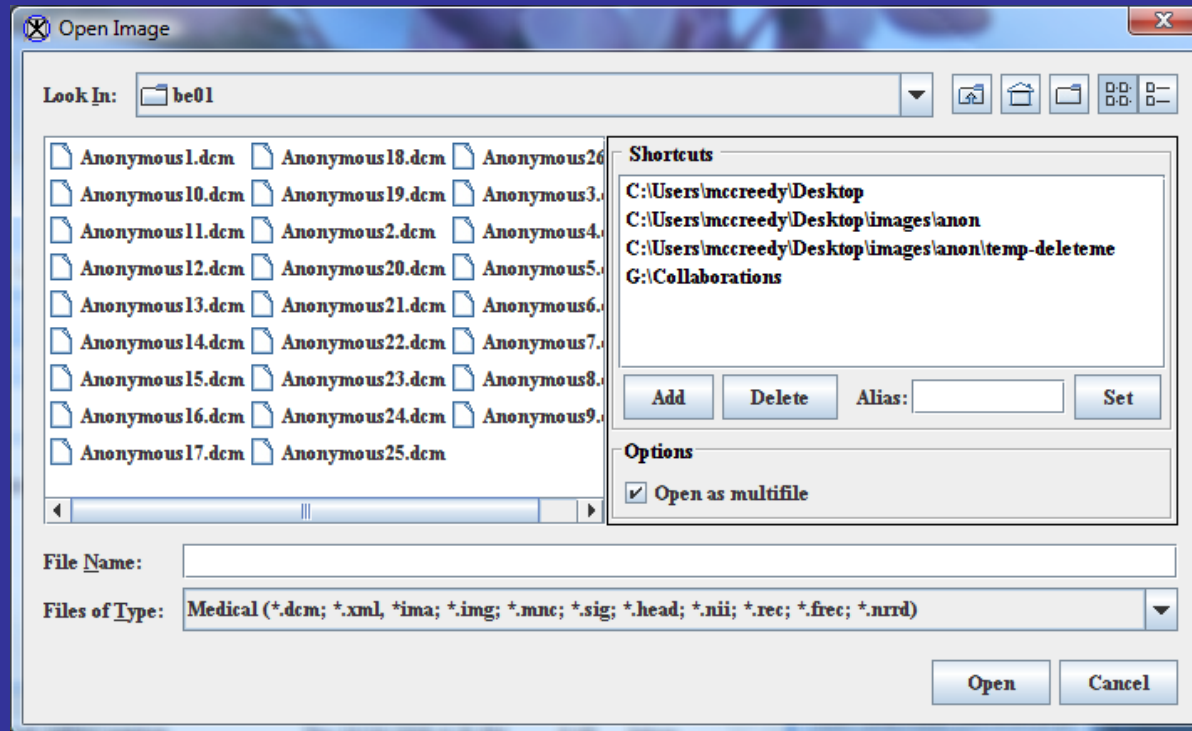 Open Image
Look In: be01
Anonymous1.dcm Anonymous18.dcm Anonymous26
Anonymous10.dcm Anonymous19.dcm Anonymous3.
Anonymous11.dcm Anonymous2.dcm Anonymous4.
Anonymous12.dcm Anonymous20.dcm Anonymous5.
Anonymous13.dcm Anonymous21.dcm Anonymous6.
Anonymous14.dcm Anonymous22.dcm Anonymous7.
Anonymous15.dcm Anonymous23.dcm Anonymous8.
Anonymous16.dcm Anonymous24.dcm Anonymous9.
Anonymous17.dcm Anonymous25.dcm
Shortcuts
C:\Users\mccreedy\Desktop
C:\Users\mccreedy\Desktop\images\anon
C:\Users\mccreedy\Desktop\images\anon\temp-deleteme
G:\Collaborations
Add Delete Alias: Set
Options
Open as multifile
File Name:
Files of Type: Medical (*.dcm; *.xml, *ima; *.img; *.mnc; *.sig; *.head; *.nii; *.rec; *.frec; *.nrrd)
Open Cancel